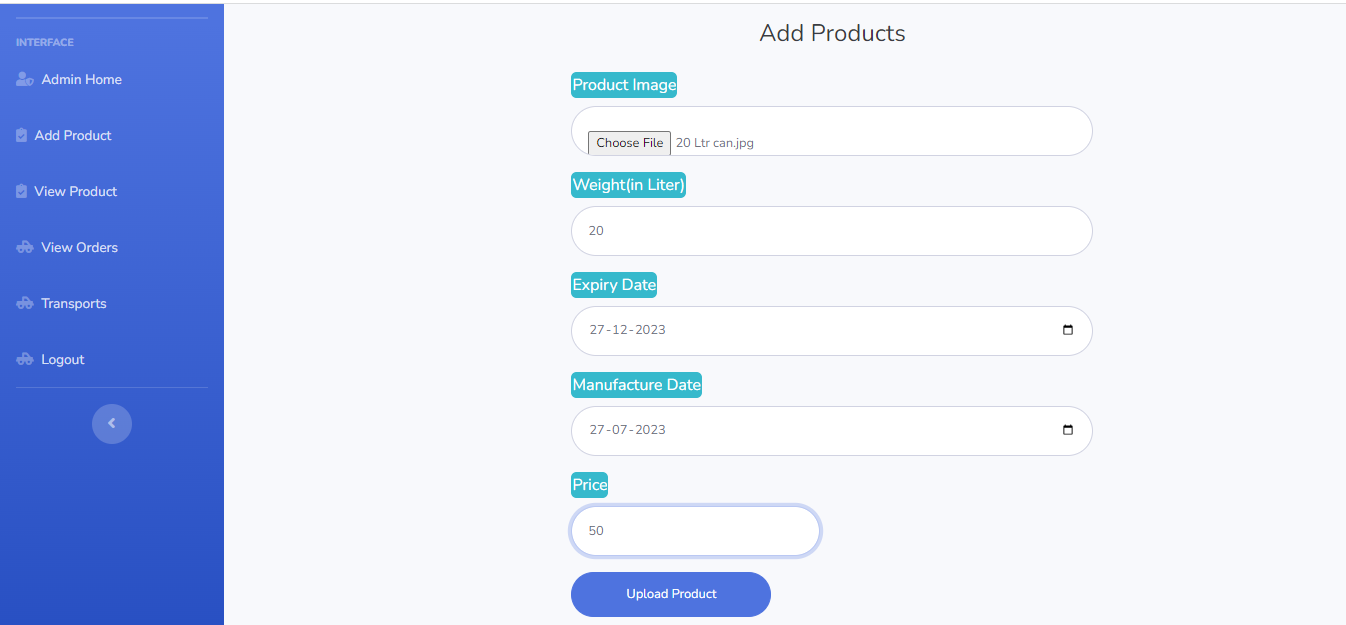 INTERFACE
Admin Home
Add Product
View Product
View Orders
Transports
Logout
Add Products
Product Image
Choose File 20 Ltr can.jpg
Weight(in Liter)
20
Expiry Date
27-12-2023
Manufacture Date
27-07-2023
Price
50
Upload Product